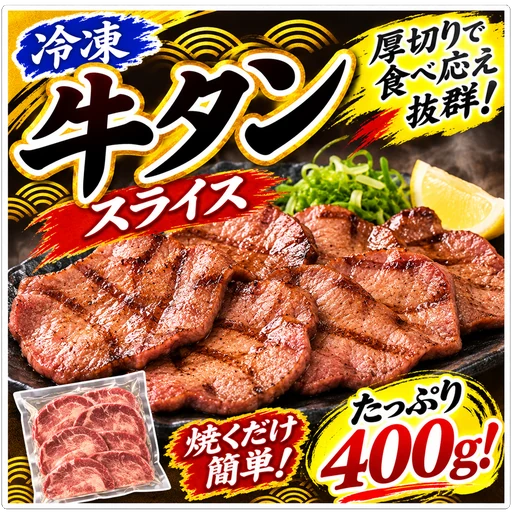 冷凍
牛タン
スライス
厚切りで
食べ応え
抜群!
焼くだけ
簡単!
たっぷり
400g!